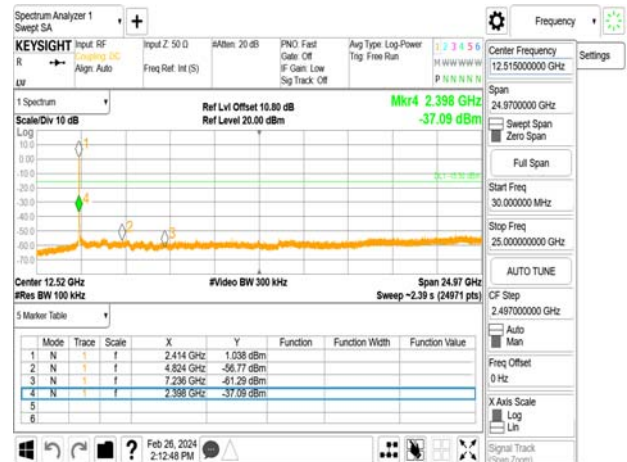 Spectrum Analyzer 1
Swept SA
Frequency
KEYSIGHT
R
LM
Input: RF
Coupling: DC
Align: Auto
Input Z: 50 Ω
Freq Ref: Int (S)
#Atten: 20 dB
PNO: Fast
Gate: Off
IF Gain: Low
Sig Track: Off
Avg Type: Log-Power
Trig: Free Run
1 2 3 4 5 6
M W W W W W
P N N N N N
1 Spectrum
Scale/Div 10 dB
Ref Lvl Offset 10.80 dB
Ref Level 20.00 dBm
Mkr4 2.398 GHz
-37.09 dBm
Log
10.0
0.00
-10.0
-20.0
-30.0
-40.0
-50.0
-60.0
-70.0
1
4
2
3
Center 12.52 GHz
#Res BW 100 kHz
#Video BW 300 kHz
Span 24.97 GHz
Sweep ~2.39 s (24971 pts)
5 Marker Table
Mode Trace Scale X Y Function Function Width Function Value
1 N 1 f 2.414 GHz 1.038 dBm
2 N 1 f 4.824 GHz -56.77 dBm
3 N 1 f 7.236 GHz -61.29 dBm
4 N 1 f 2.398 GHz -37.09 dBm
5
6
?
Feb 26, 2024
2:12:48 PM
Center Frequency
12.515000000 GHz
Settings
Span
24.9700000 GHz
Swept Span
Zero Span
Full Span
Start Freq
30.000000 MHz
Stop Freq
25.000000000 GHz
AUTO TUNE
CF Step
2.497000000 GHz
Auto
Man
Freq Offset
0 Hz
X Axis Scale
Log
Lin
Signal Track
(Span Zoom)